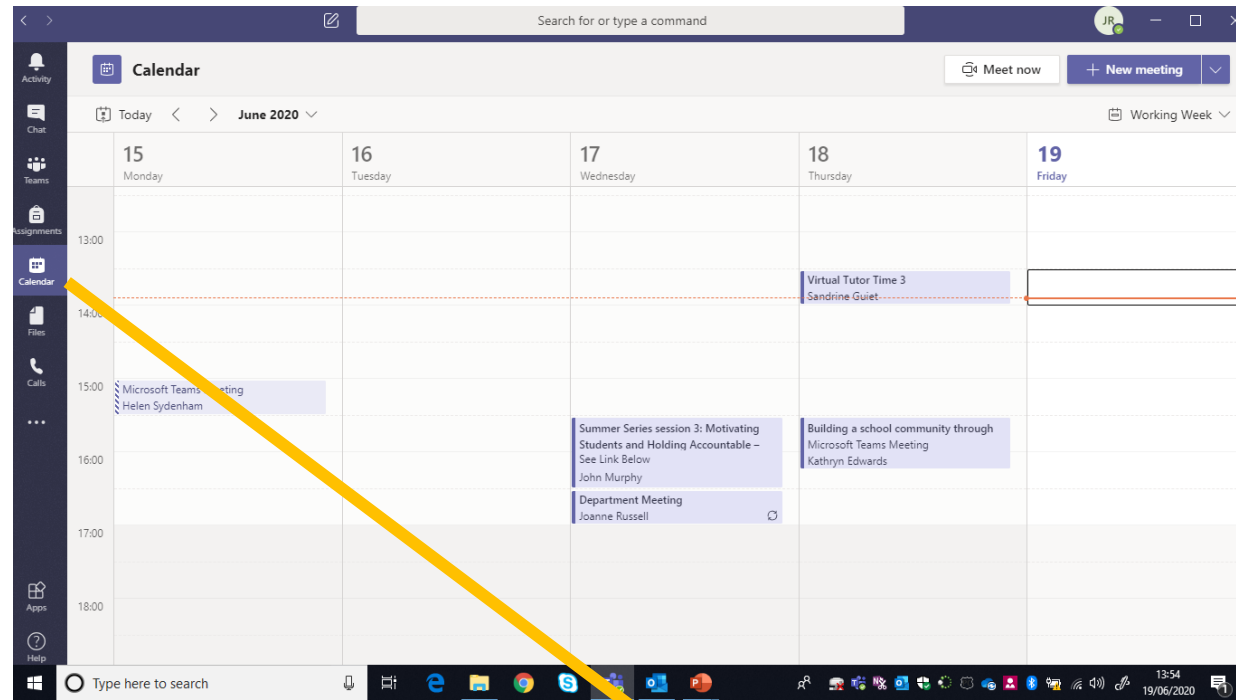 Search for or type a command
JR
Activity
Calendar
Meet now
+ New meeting
Chat
Today
June 2020
Working Week
Teams
15
Monday
16
Tuesday
17
Wednesday
18
Thursday
19
Friday
Assignments
Calendar
Files
Calls
...
Apps
Help
13:00
14:00
15:00
16:00
17:00
18:00
Microsoft Teams Meeting
Helen Sydenham
Summer Series session 3: Motivating
Students and Holding Accountable –
See Link Below
John Murphy
Department Meeting
Joanne Russell
Virtual Tutor Time 3
Sandrine Guiet
Building a school community through
Microsoft Teams Meeting
Kathryn Edwards
Type here to search
13:54
19/06/2020
1